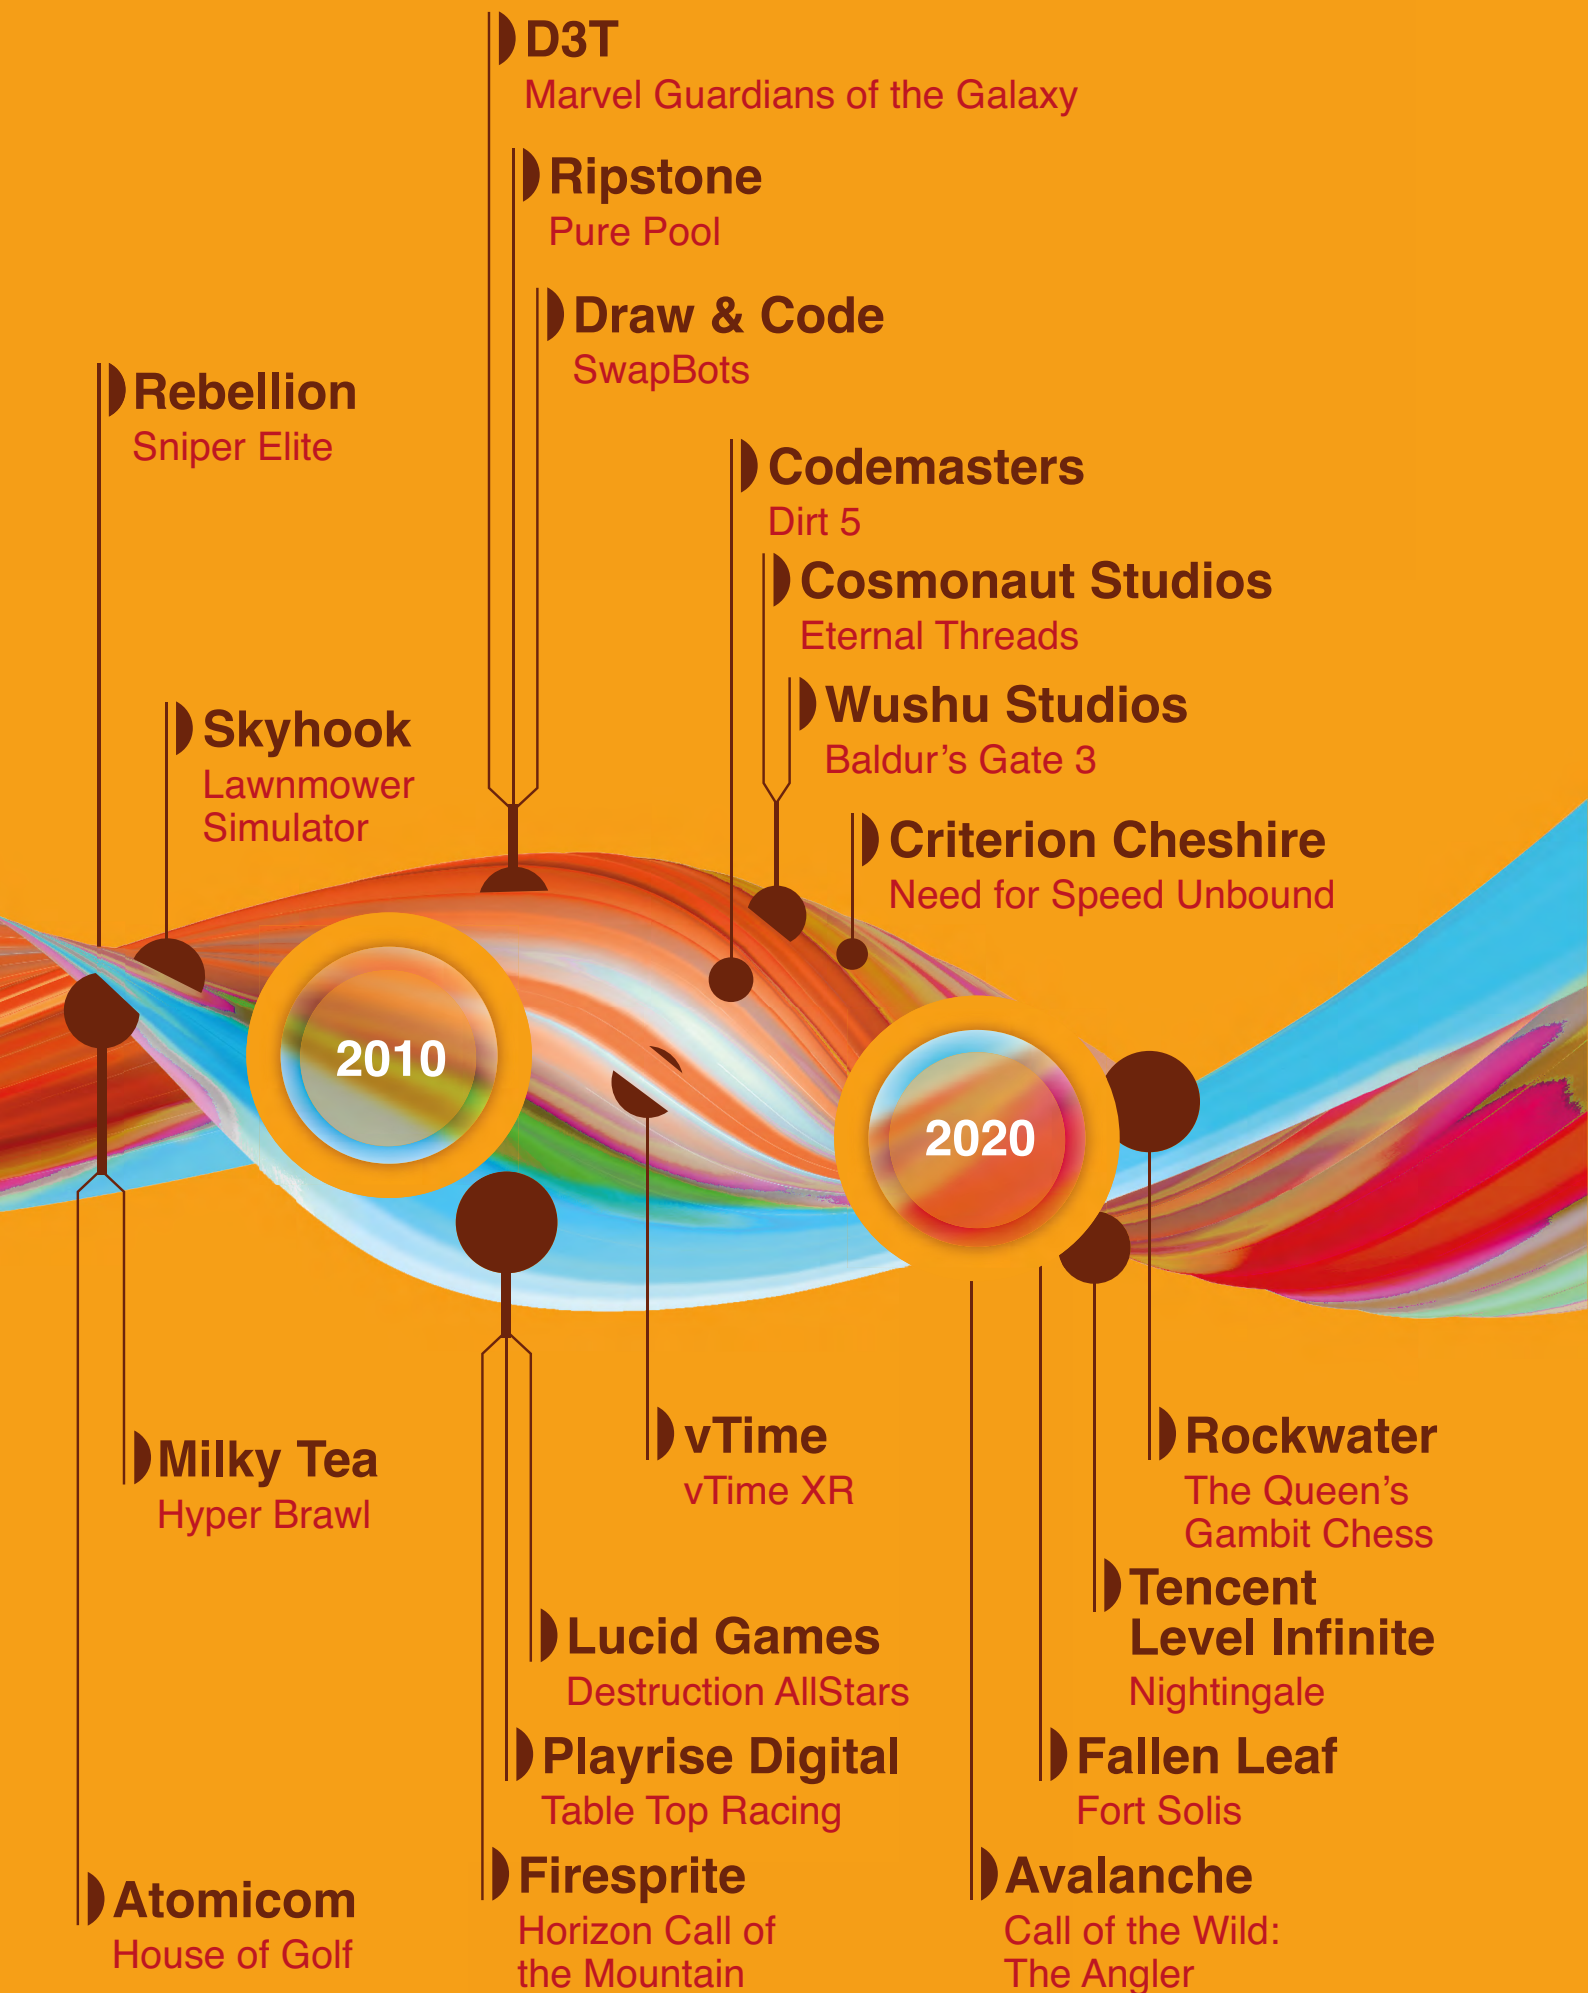 D3T
Marvel Guardians of the Galaxy
Ripstone
Pure Pool
Draw & Code
SwapBots
Rebellion
Sniper Elite
Codemasters
Dirt 5
Cosmonaut Studios
Eternal Threads
Wushu Studios
Baldur’s Gate 3
Skyhook
Lawnmower
Simulator
Criterion Cheshire
Need for Speed Unbound
2010
2020
Milky Tea
Hyper Brawl
vTime
vTime XR
Rockwater
The Queen’s
Gambit Chess
Tencent
Level Infinite
Nightingale
Lucid Games
Destruction AllStars
Playrise Digital
Table Top Racing
Fallen Leaf
Fort Solis
Atomicom
House of Golf
Firesprite
Horizon Call of
the Mountain
Avalanche
Call of the Wild:
The Angler